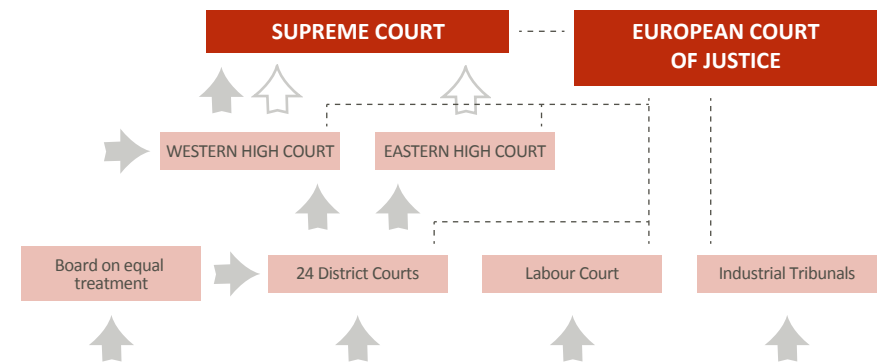 SUPREME COURT
EUROPEAN COURT
OF JUSTICE
WESTERN HIGH COURT
EASTERN HIGH COURT
Board on equal
treatment
24 District Courts
Labour Court
Industrial Tribunals